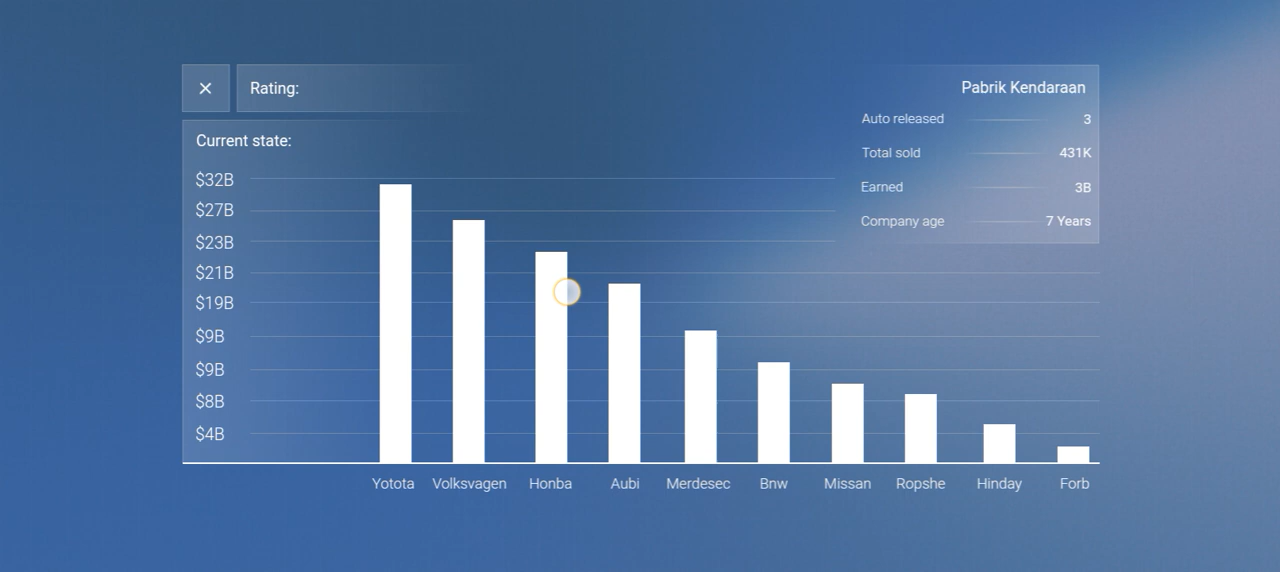 Rating:
Pabrik Kendaraan
Auto released 3
Total sold 431K
Earned 3B
Company age 7 Years
Current state:
$32B
$27B
$23B
$21B
$19B
$9B
$9B
$8B
$4B
Yotota Volksvagen Honba Aubi Merdesec Bnw Missan Ropshe Hinday Forb